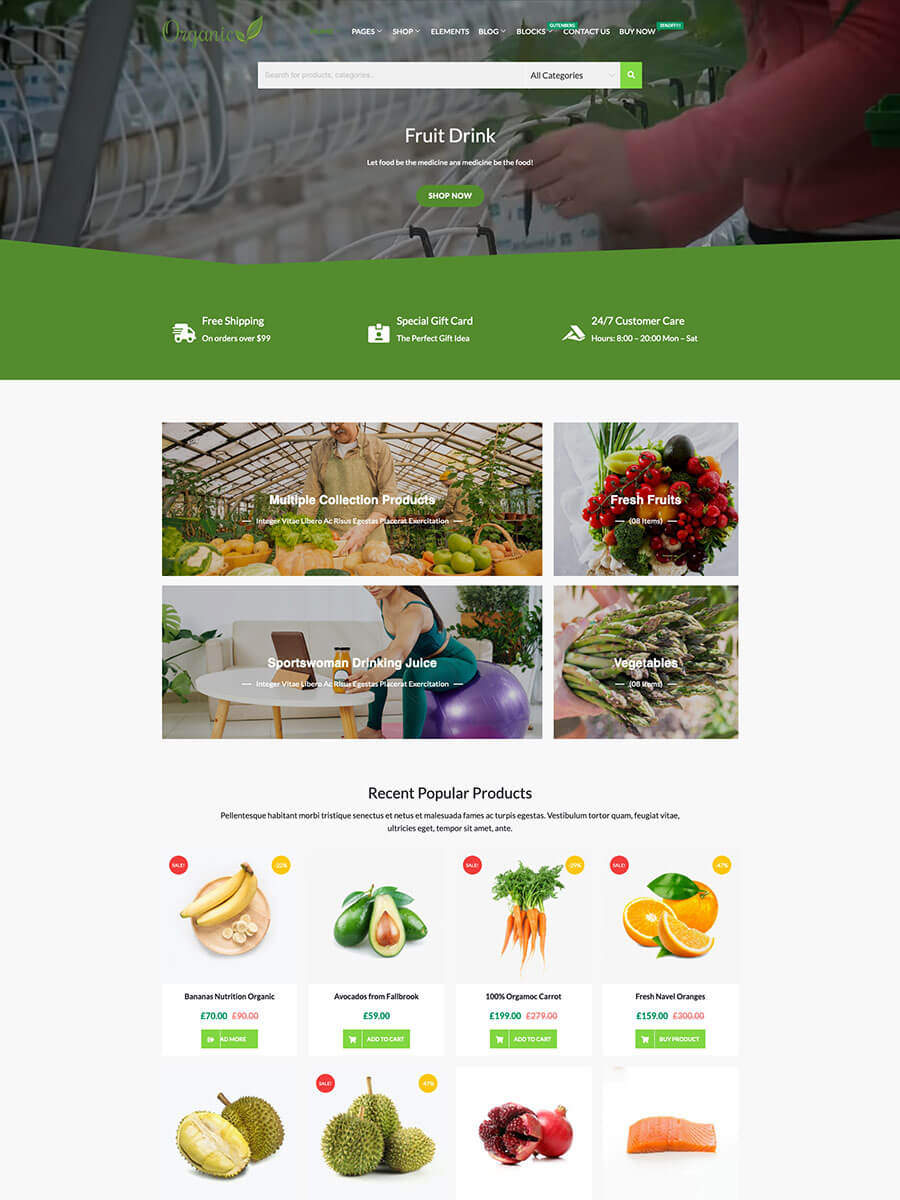 Organic
PAGES SHOP ELEMENTS BLOG BLOCKS GUTENBERG CONTACT US BUY NOW
Search for products, categories..
All Categories
Fruit Drink
Let food be the medicine ans medicine be the food!
SHOP NOW
Free Shipping
On orders over $99
Special Gift Card
The Perfect Gift Idea
24/7 Customer Care
Hours: 8:00 – 20:00 Mon – Sat
Multiple Collection Products
Integer Vitae Libero Ac Risus Egestas Placerat Exercitation
Fresh Fruits
(08 Items)
Sportswoman Drinking Juice
Integer Vitae Libero Ac Risus Egestas Placerat Exercitation
Vegetables
(08 Items)
Recent Popular Products
Pellentesque habitant morbi tristique senectus et netus et malesuada fames ac turpis egestas. Vestibulum tortor quam, feugiat vitae,
ultricies eget, tempor sit amet, ante.
SALE!
Bananas Nutrition Organic
£70.00 £90.00
AD MORE
Avocados from Fallbrook
£59.00
ADD TO CART
SALE!
100% Orgamoc Carrot
£199.00 £279.00
ADD TO CART
SALE!
-47%
Fresh Navel Oranges
£159.00 £300.00
BUY PRODUCT
SALE!
-47%